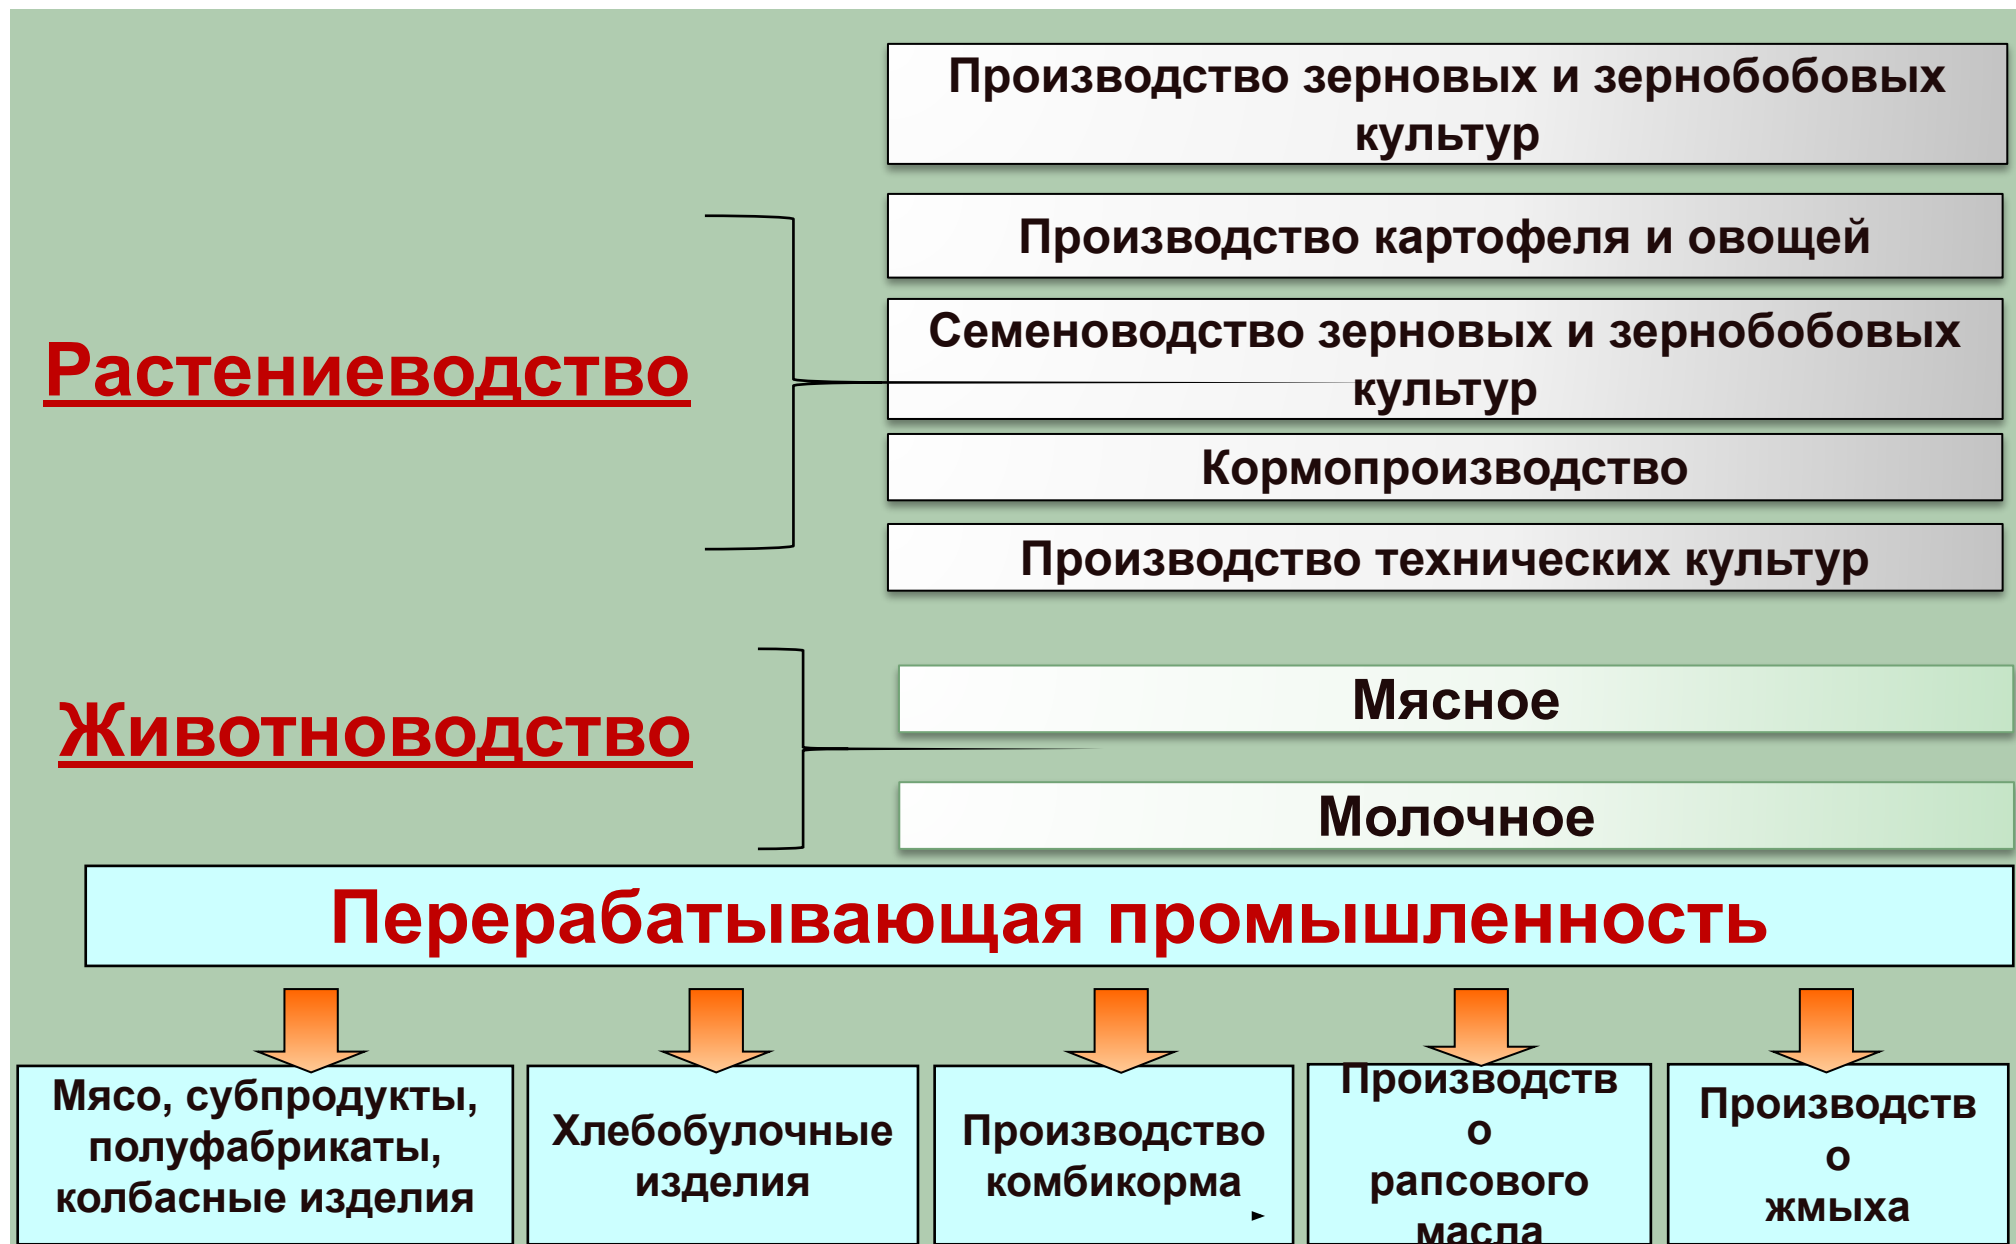 Производство зерновых и зернобобовых
культур
Производство картофеля и овощей
Растениеводство
Семеноводство зерновых и зернобобовых
культур
Кормопроизводство
Производство технических культур
Животноводство
Мясное
Молочное
Перерабатывающая промышленность
Мясо, субпродукты,
полуфабрикаты,
колбасные изделия
Хлебобулочные
изделия
Производство
комбикорма
Производств
о
рапсового
масла
Производств
о
жмыха